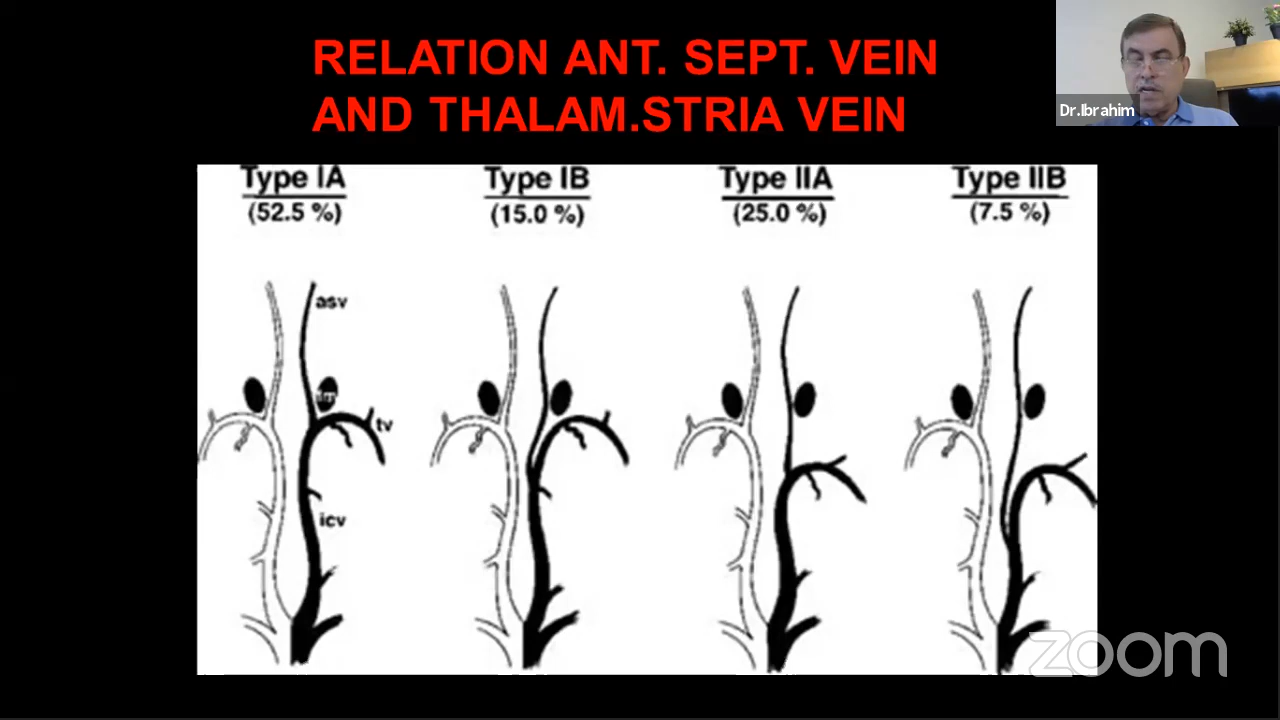 RELATION ANT. SEPT. VEIN
AND THALAM.STRIA VEIN
Dr.Ibrahim
Type IA
(52.5 %)
Type IB
(15.0 %)
Type IIA
(25.0 %)
Type IIB
(7.5 %)
asv
tv
icv
zoom